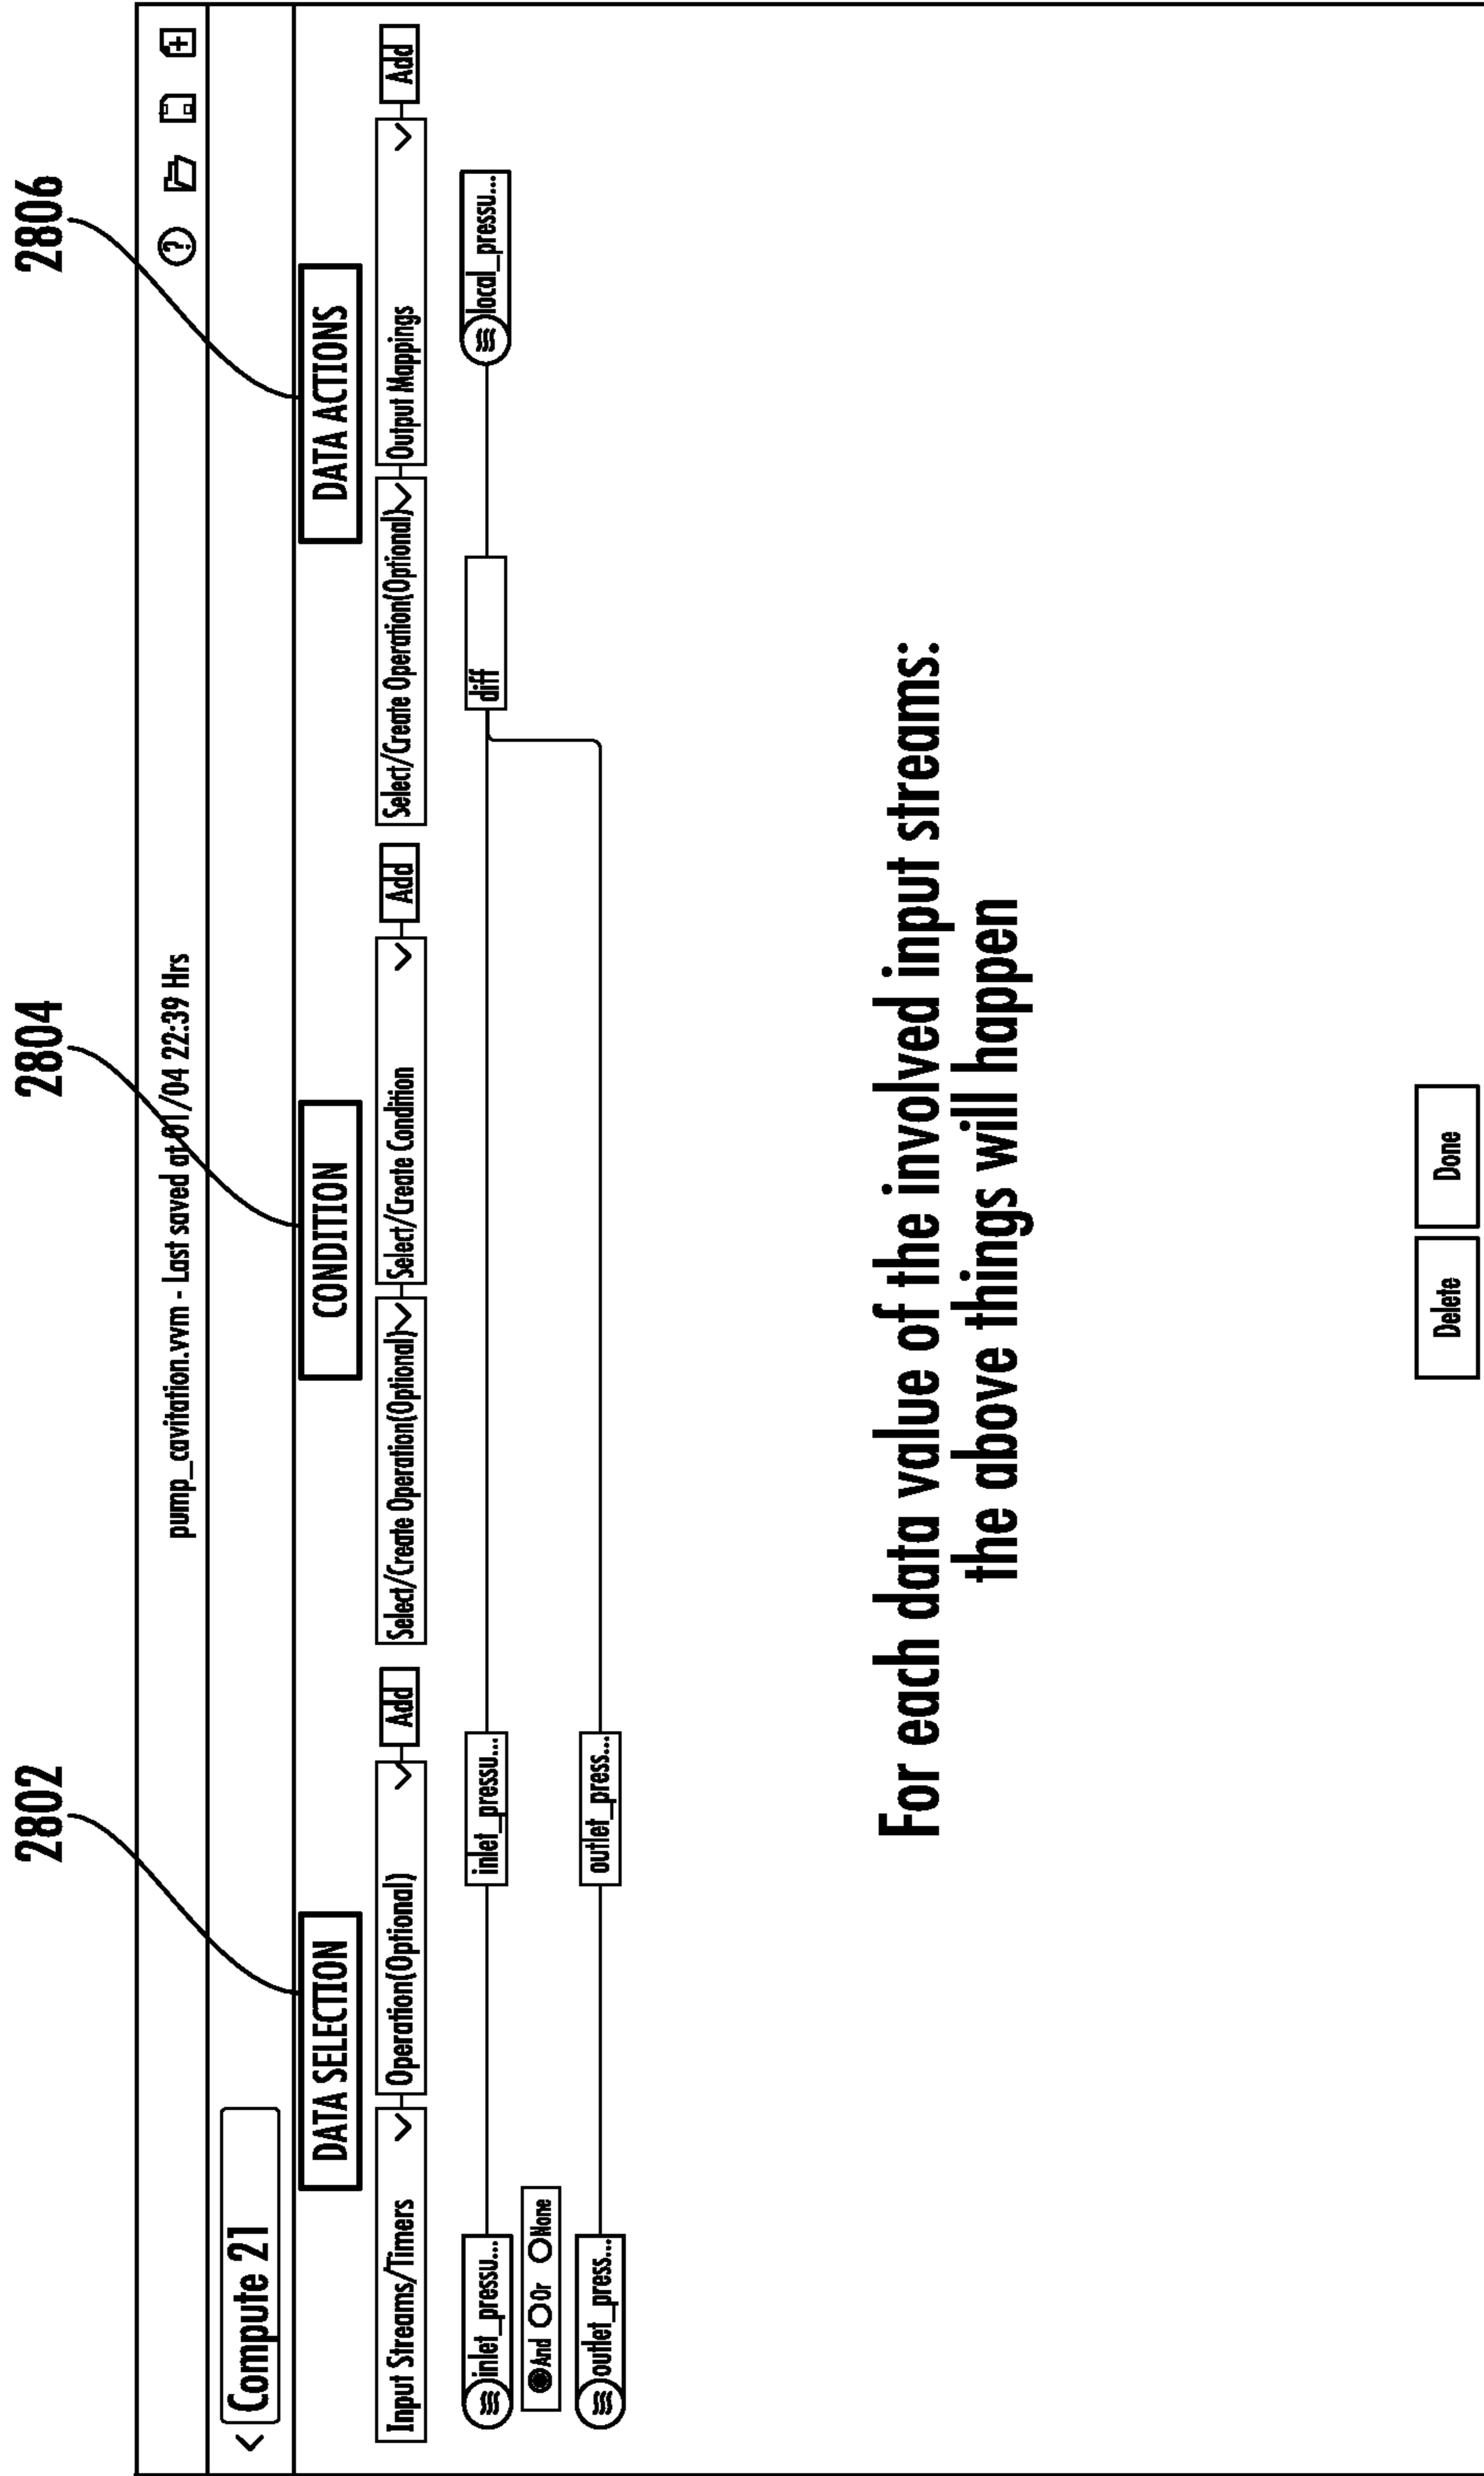 2802
2804
2806
pump_cavitation.vvm - Last saved at 01/04 22:39 Hrs
?
< Compute 21
DATA SELECTION
CONDITION
DATA ACTIONS
Input Streams/Timers
Operation(Optional)
Add
Select/Create Operation(Optional)
Select/Create Condition
Add
Select/Create Operation(Optional)
Output Mappings
Add
inlet_pressu...
inlet_pressu...
diff
local_pressu...
And Or None
outlet_press...
outlet_press...
For each data value of the involved input streams:
the above things will happen
Delete
Done